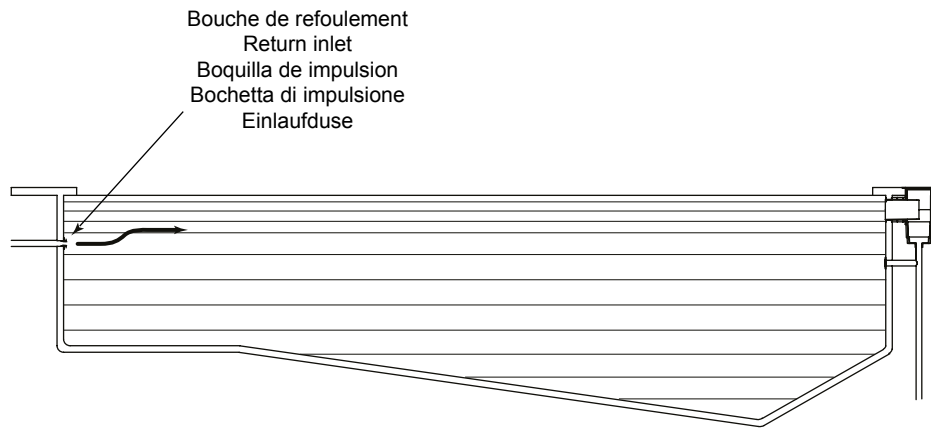 Bouche de refoulement
Return inlet
Boquilla de impulsion
Bochetta di impulsione
Einlaufduse